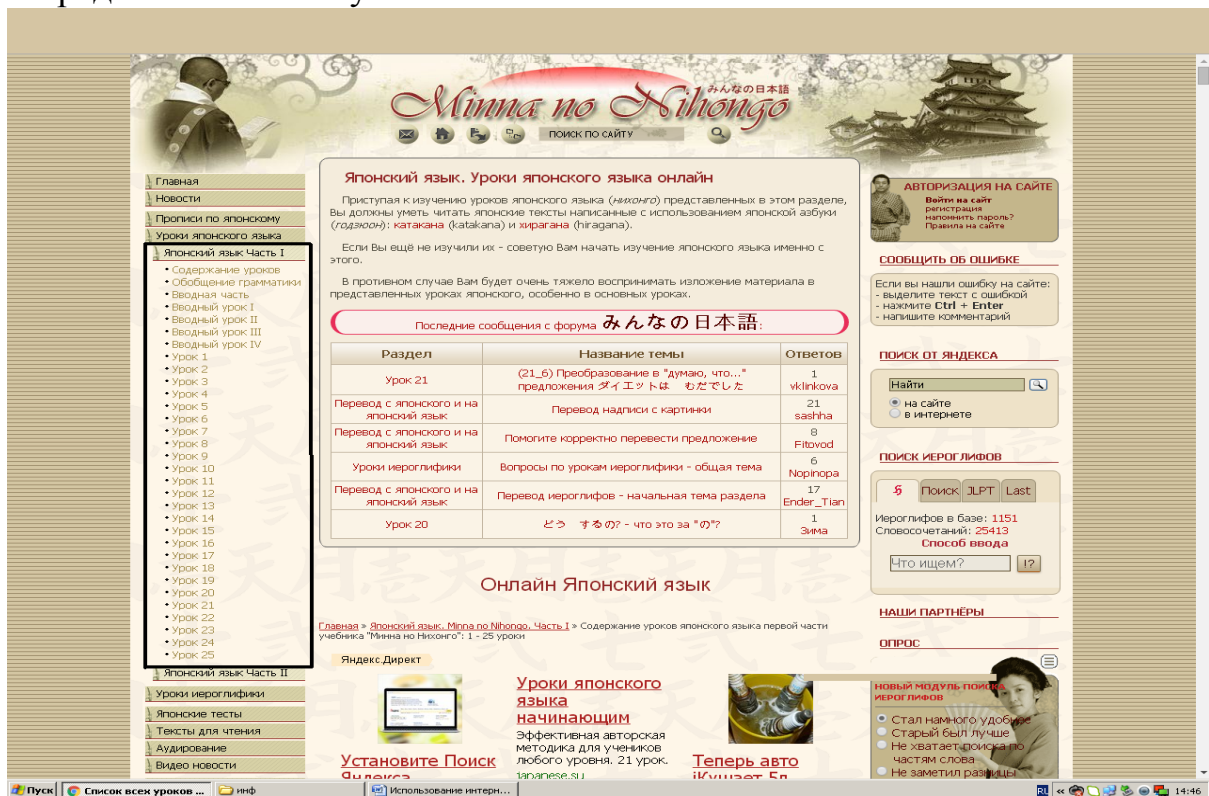 Minna no Nihongo
みんなの日本語
ПОИСК ПО САЙТУ
Главная
Новости
Прописи по японскому
Уроки японского языка
Японский язык Часть I
Содержание уроков
Обобщение грамматики
Вводная часть
Вводный урок I
Вводный урок II
Вводный урок III
Вводный урок IV
Урок 1
Урок 2
Урок 3
Урок 4
Урок 5
Урок 6
Урок 7
Урок 8
Урок 9
Урок 10
Урок 11
Урок 12
Урок 13
Урок 14
Урок 15
Урок 16
Урок 17
Урок 18
Урок 19
Урок 20
Урок 21
Урок 22
Урок 23
Урок 24
Урок 25
Японский язык Часть II
Уроки иероглифики
Японские тесты
Тексты для чтения
Аудирование
Видео новости
Японский язык. Уроки японского языка онлайн
Приступая к изучению уроков японского языка (нихонго) представленных в этом разделе,
Вы должны уметь читать японские тексты написанные с использованием японской азбуки
(годзюон): катакана (katakana) и хирагана (hiragana).
Если Вы ещё не изучили их - советую Вам начать изучение японского языка именно с
этого.
В противном случае Вам будет очень тяжело воспринимать изложение материала в
представленных уроках японского, особенно в основных уроках.
Последние сообщения с форума みんなの日本語:
Раздел Название темы Ответов
Урок 21 (21_6) Преобразование в "думаю, что..." 1
предложения ダイエットは むだでした vklinkova
Перевод с японского и на Перевод надписи с картинки 21
японский язык sashha
Перевод с японского и на Помогите корректно перевести предложение 8
японский язык Fitovod
Уроки иероглифики Вопросы по урокам иероглифики - общая тема 6
Nopinopa
Перевод с японского и на Перевод иероглифов - начальная тема раздела 17
японский язык Ender_Tian
Урок 20 どう するの? - что это за "の"? 1
Зима
Онлайн Японский язык
Главная » Японский язык. Minna no Nihongo. Часть I » Содержание уроков японского языка первой части
учебника "Минна но Нихонго": 1 - 25 уроки
Яндекс.Директ
Установите Поиск
Яндекса
Уроки японского
языка
начинающим
Эффективная авторская
методика для учеников
любого уровня. 21 урок.
japanese.su
Теперь авто
АВТОРИЗАЦИЯ НА САЙТЕ
Войти на сайт
регистрация
напомнить пароль?
Правила на сайте
СООБЩИТЬ ОБ ОШИБКЕ
Если вы нашли ошибку на сайте:
- выделите текст с ошибкой
- нажмите Ctrl + Enter
- напишите комментарий
ПОИСК ОТ ЯНДЕКСА
Найти
на сайте
в интернете
ПОИСК ИЕРОГЛИФОВ
Поиск JLPT Last
Иероглифов в базе: 1151
Словосочетаний: 25413
Способ ввода
Что ищем? !?
НАШИ ПАРТНЁРЫ
ОПРОС
НОВЫЙ МОДУЛЬ ПОИСКА
ИЕРОГЛИФОВ
Стал намного удобнее
Старый был лучше
Не хватает поиска по
частям слова
Не заметил разницы
Пуск Список всех уроков ... инф Использование интерн... RU « 14:46